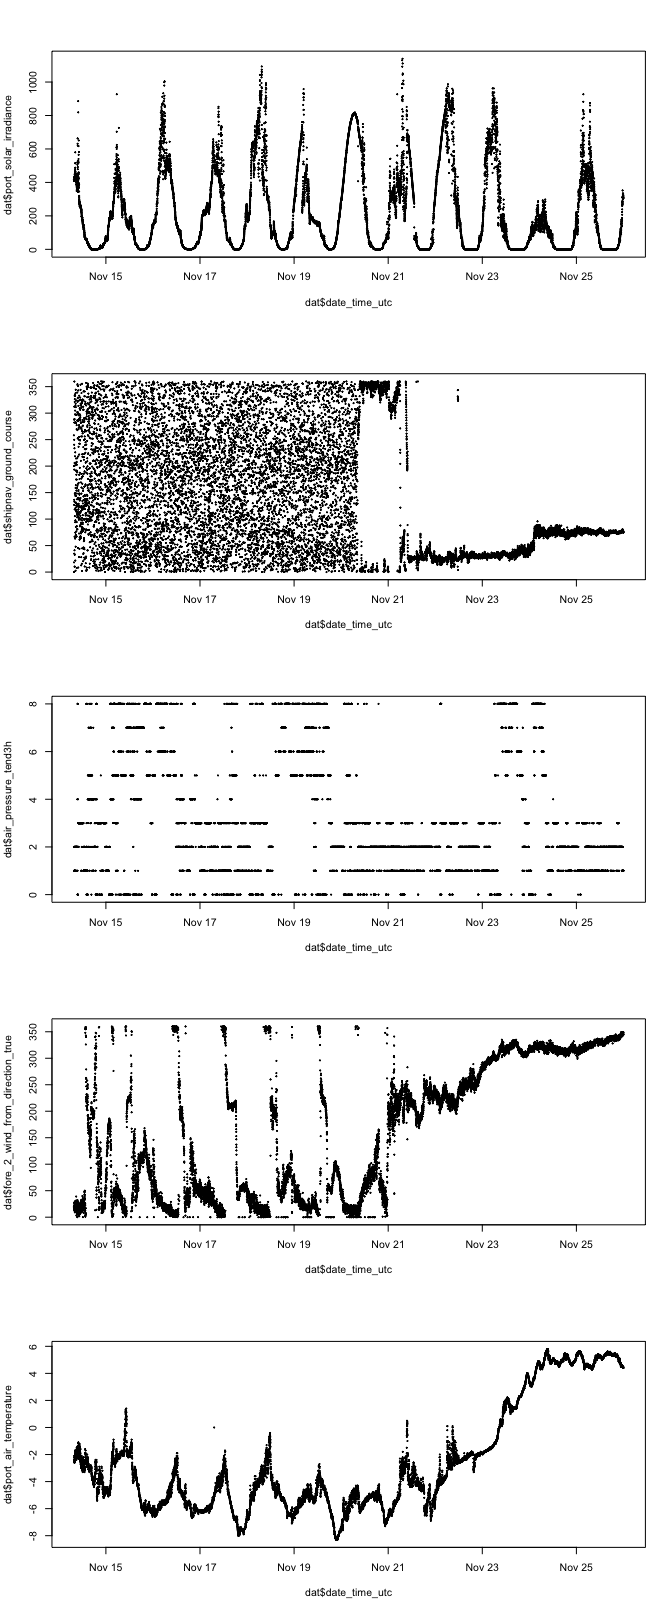 dat$port_solar_irradiance
0 200 400 600 800 1000
Nov 15 Nov 17 Nov 19 Nov 21 Nov 23 Nov 25
dat$date_time_utc
dat$shipnav_ground_course
0 50 100 150 200 250 300 350
Nov 15 Nov 17 Nov 19 Nov 21 Nov 23 Nov 25
dat$date_time_utc
dat$air_pressure_tend3h
0 2 4 6 8
Nov 15 Nov 17 Nov 19 Nov 21 Nov 23 Nov 25
dat$date_time_utc
dat$fore_2_wind_from_direction_true
0 50 100 150 200 250 300 350
Nov 15 Nov 17 Nov 19 Nov 21 Nov 23 Nov 25
dat$date_time_utc
dat$port_air_temperature
-8 -6 -4 -2 0 2 4 6
Nov 15 Nov 17 Nov 19 Nov 21 Nov 23 Nov 25
dat$date_time_utc